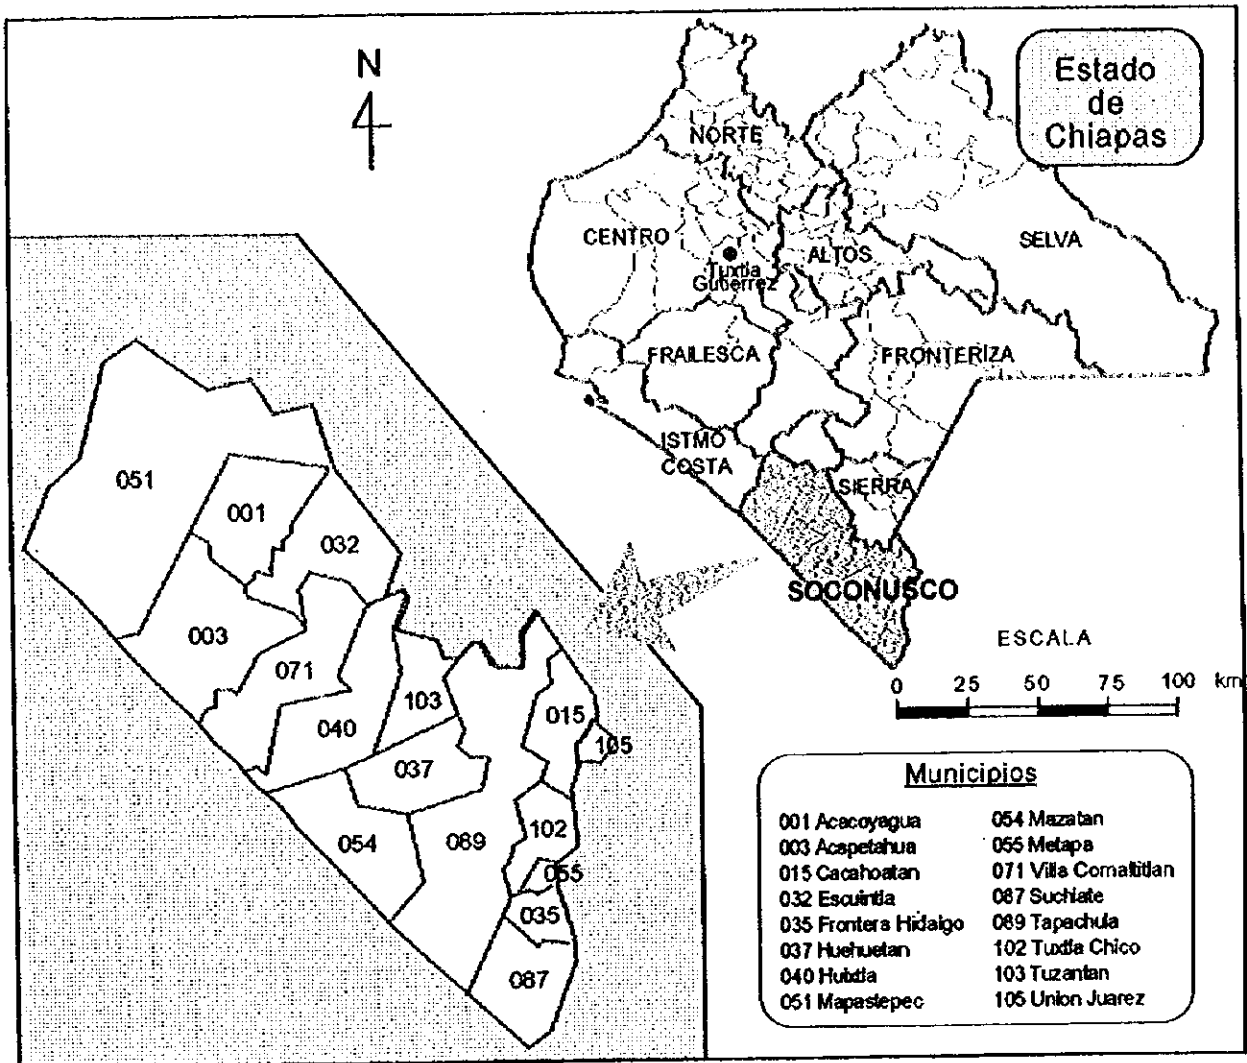 N
Estado
de
Chiapas
NORTE
CENTRO
Tuxtla
Gutierrez
ALTOS
SELVA
FRAILESCA
FRONTERIZA
ISTMO
COSTA
SIERRA
SOCONUSCO
ESCALA
0 25 50 75 100 km
051
001
032
003
071
040
103
015
105
037
054
089
102
055
035
087
Municipios
001 Acacoyagua
003 Acapetahua
015 Cacahoatan
032 Escuintla
035 Frontera Hidalgo
037 Huehuetan
040 Huixtla
051 Mapastepec
054 Mazatan
055 Metapa
071 Villa Comaltitlan
087 Suchiate
089 Tapachula
102 Tuxtla Chico
103 Tuzantan
105 Union Juarez